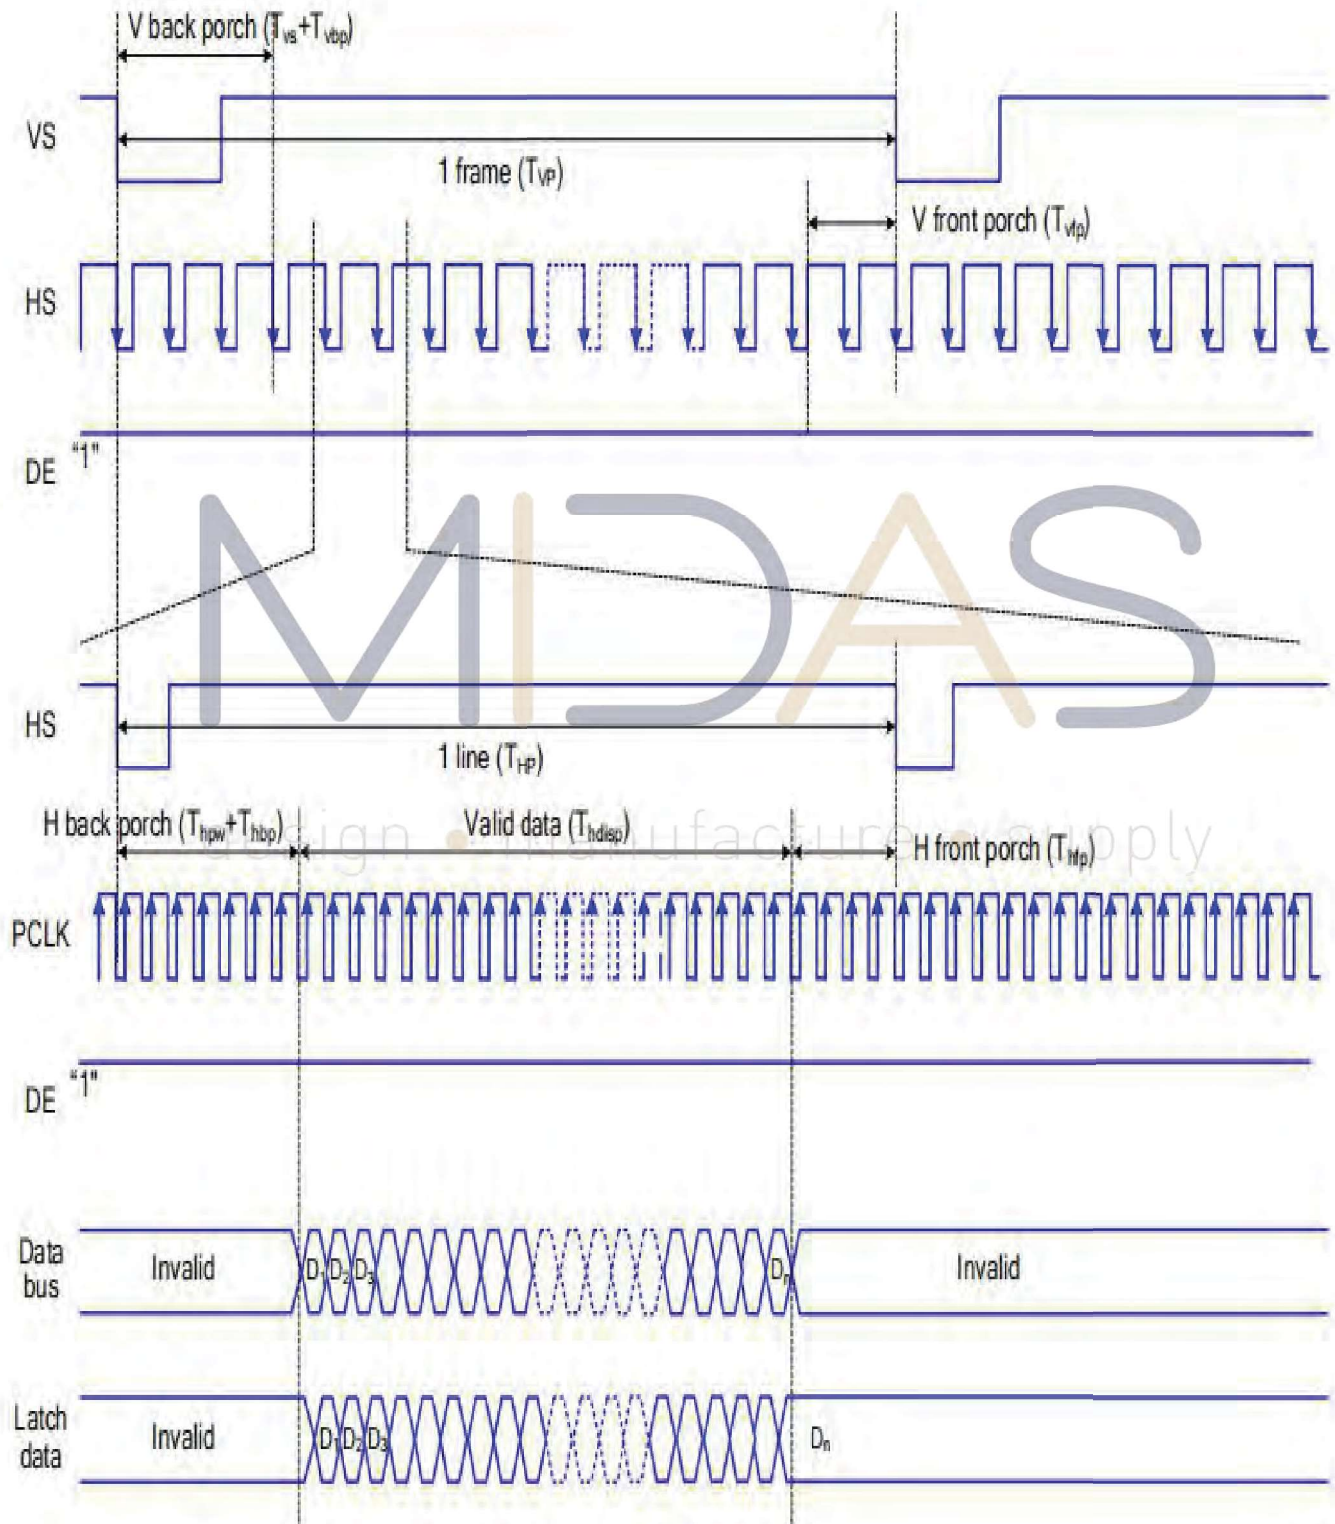 V back porch (Tvs+Tvbp)
VS
1 frame (TVP)
V front porch (Tvfp)
HS
"1"
DE
MIDAS
HS
1 line (THP)
design • manufacture • supply
H back porch (Thpw+Thbp)
Valid data (Thdisp)
H front porch (Thfp)
PCLK
"1"
DE
Data
bus
Invalid
D1 D2 D3
Dn
Invalid
Latch
data
Invalid
D1 D2 D3
Dn